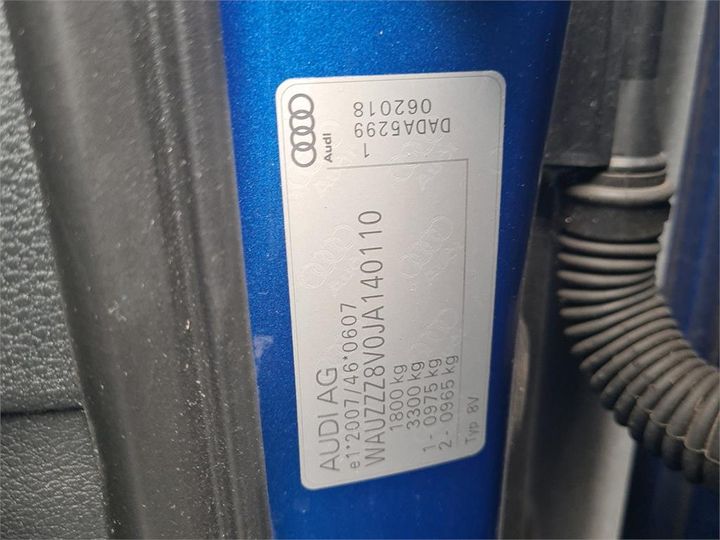 AUDI AG
e1*2007/46*0607
WAUZZZ8V0JA140110
1800 kg
3300 kg
1 - 0975 kg
2 - 0965 kg
Typ 8V
Audi
1
DADA5299
062018